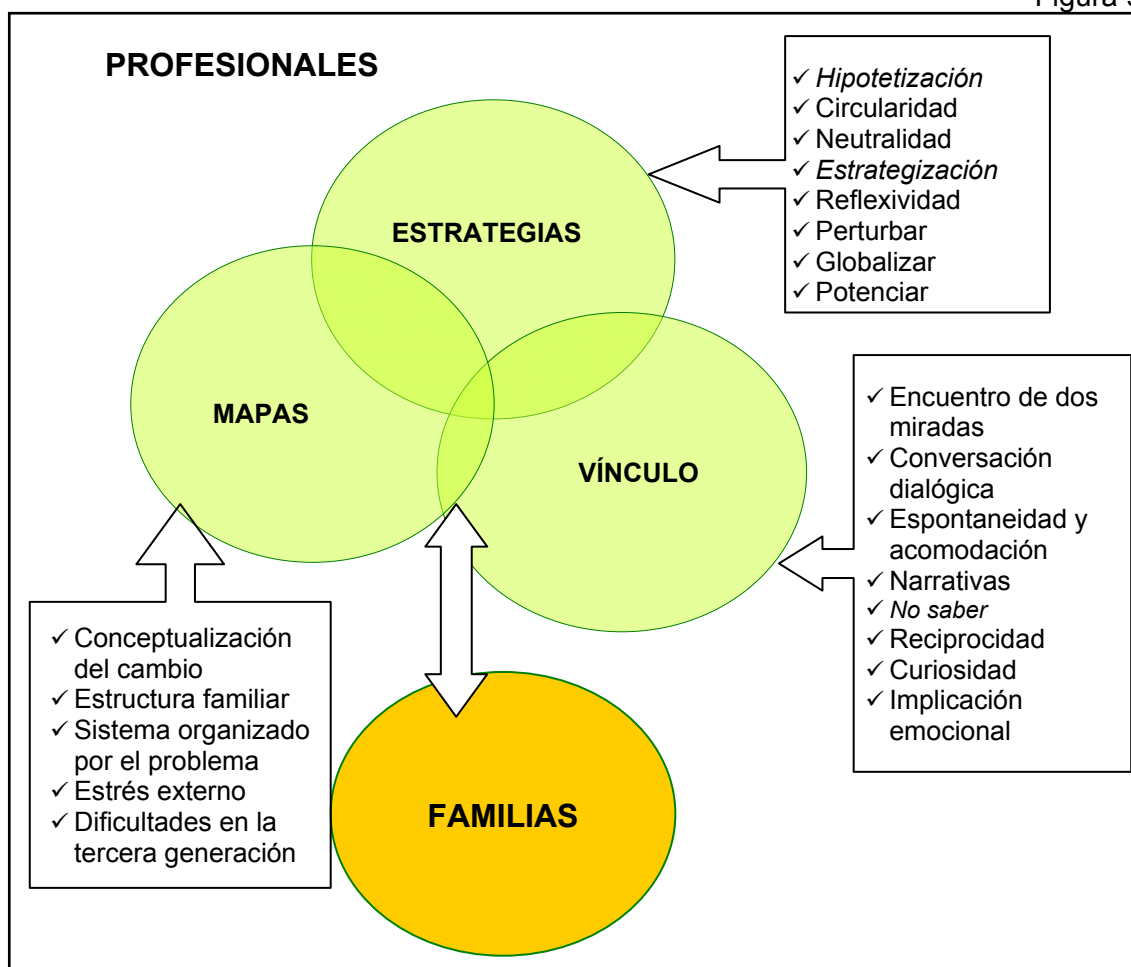 Figura
PROFESIONALES
✓ Hipotetización
✓ Circularidad
✓ Neutralidad
✓ Estrategización
✓ Reflexividad
✓ Perturbar
✓ Globalizar
✓ Potenciar
ESTRATEGIAS
MAPAS
VÍNCULO
✓ Encuentro de dos
miradas
✓ Conversación
dialógica
✓ Espontaneidad y
acomodación
✓ Narrativas
✓ No saber
✓ Reciprocidad
✓ Curiosidad
✓ Implicación
emocional
✓ Conceptualización
del cambio
✓ Estructura familiar
✓ Sistema organizado
por el problema
✓ Estrés externo
✓ Dificultades en la
tercera generación
FAMILIAS